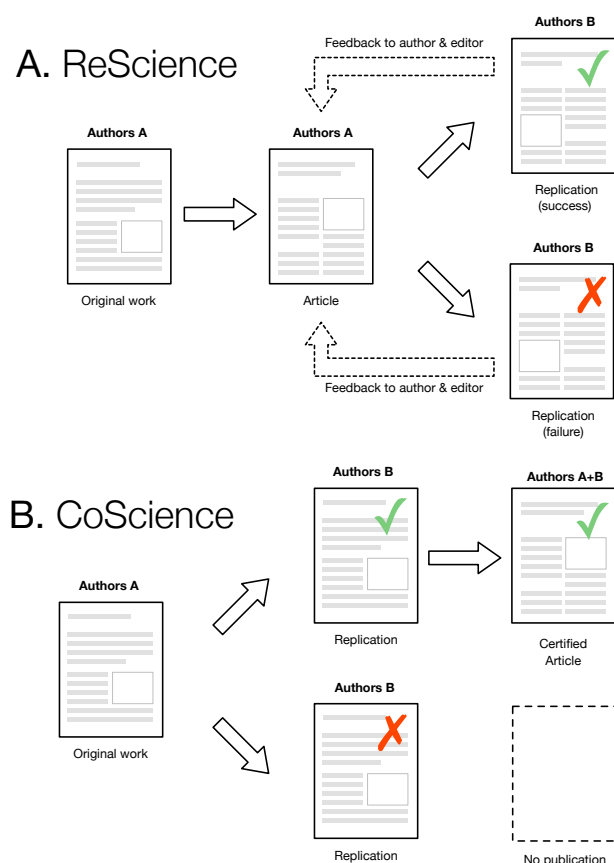 Authors B
Feedback to author & editor
A. ReScience
Authors A
Authors A
Original work
Article
Replication
(success)
Authors B
Feedback to author & editor
Replication
(failure)
B. CoScience
Authors B
Authors A+B
Authors A
Replication
Certified
Article
Authors B
Original work
Replication
No publication